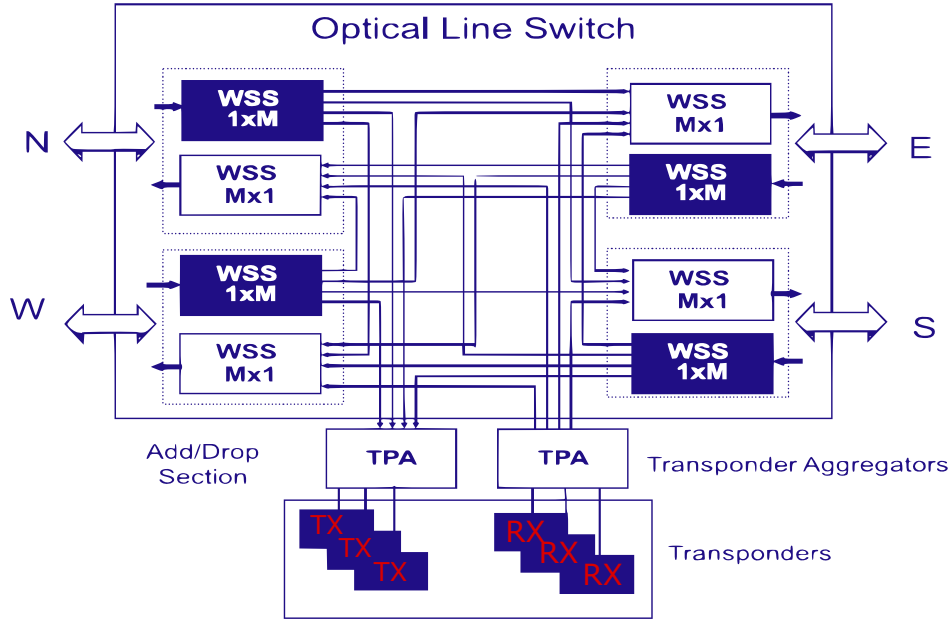 Optical Line Switch
WSS
1xM
WSS
Mx1
N
E
WSS
Mx1
WSS
1xM
WSS
1xM
WSS
Mx1
W
S
WSS
Mx1
WSS
1xM
Add/Drop
Section
TPA
TPA
Transponder Aggregators
TX
TX
TX
RX
RX
RX
Transponders